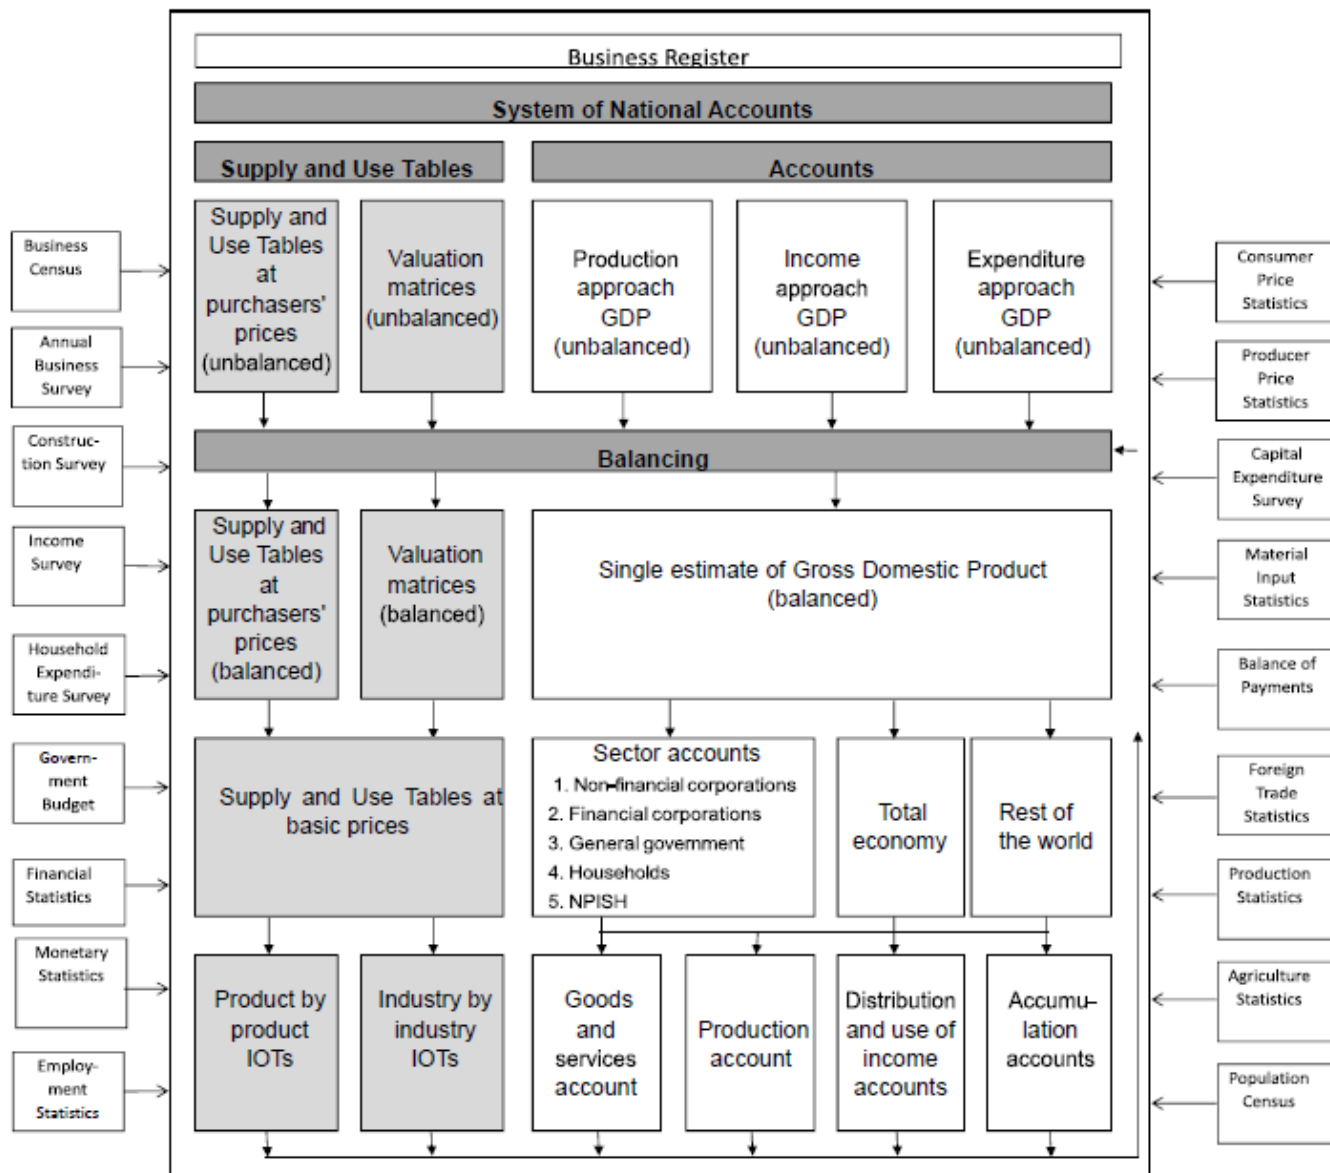 Business Register
System of National Accounts
Supply and Use Tables
Accounts
Supply and
Use Tables
at
purchasers'
prices
(unbalanced)
Valuation
matrices
(unbalanced)
Production
approach
GDP
(unbalanced)
Income
approach
GDP
(unbalanced)
Expenditure
approach
GDP
(unbalanced)
Balancing
Supply and
Use Tables
at
purchasers'
prices
(balanced)
Valuation
matrices
(balanced)
Single estimate of Gross Domestic Product
(balanced)
Supply and Use Tables at
basic prices
Sector accounts
1. Non–financial corporations
2. Financial corporations
3. General government
4. Households
5. NPISH
Total
economy
Rest of
the world
Product by
product
IOTs
Industry by
industry
IOTs
Goods
and
services
account
Production
account
Distribution
and use of
income
accounts
Accumu–
lation
accounts
Business
Census
Annual
Business
Survey
Construc-
tion Survey
Income
Survey
Household
Expendi-
ture Survey
Govern-
ment
Budget
Financial
Statistics
Monetary
Statistics
Employ-
ment
Statistics
Consumer
Price
Statistics
Producer
Price
Statistics
Capital
Expenditure
Survey
Material
Input
Statistics
Balance of
Payments
Foreign
Trade
Statistics
Production
Statistics
Agriculture
Statistics
Population
Census